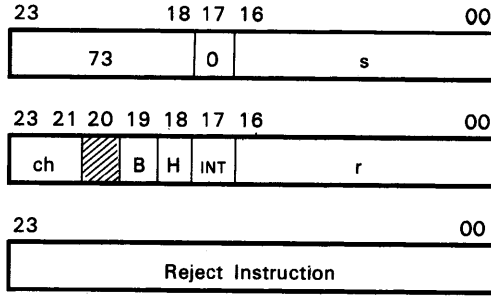 23 18 17 16 00
73 0 s
23 21 20 19 18 17 16 00
ch B H INT r
23 00
Reject Instruction